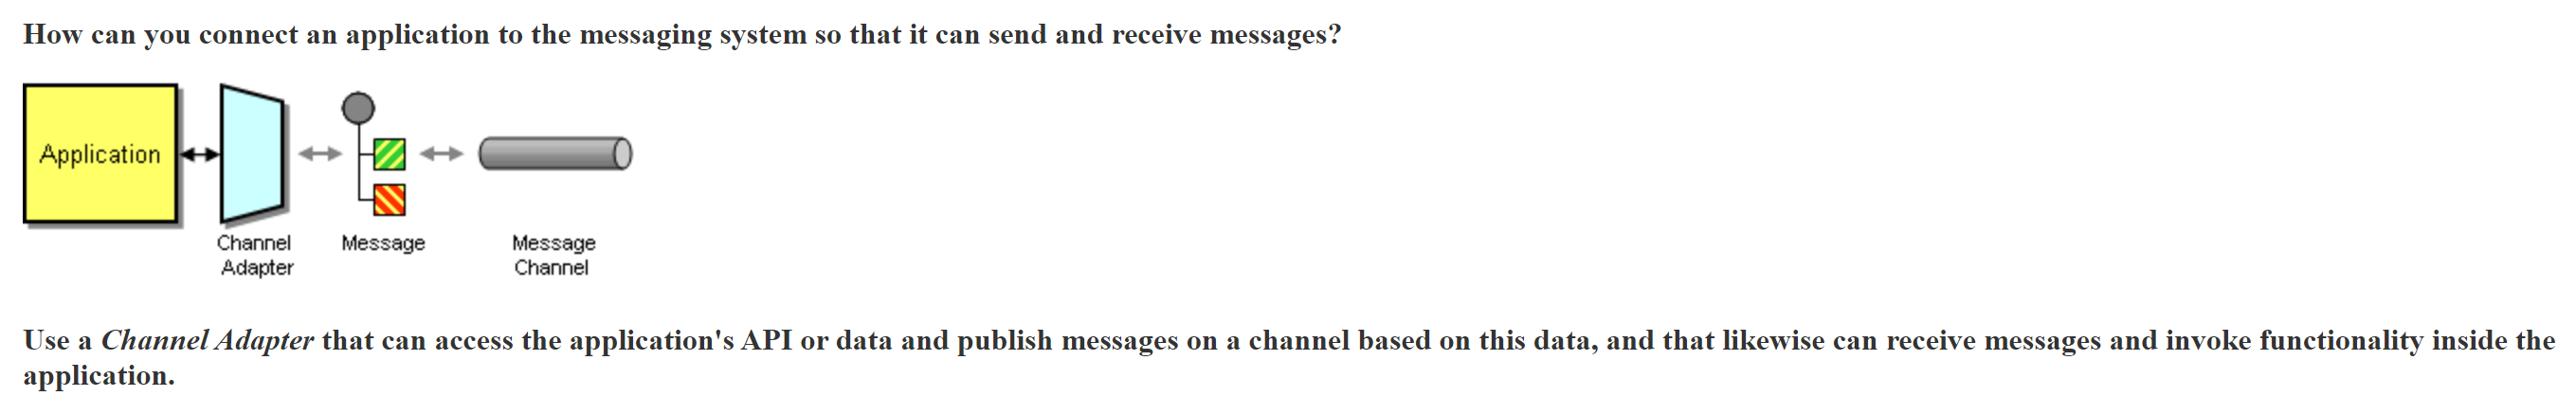 How can you connect an application to the messaging system so that it can send and receive messages?
Application
Channel
Adapter
Message
Message
Channel
Use a Channel Adapter that can access the application's API or data and publish messages on a channel based on this data, and that likewise can receive messages and invoke functionality inside the
application.